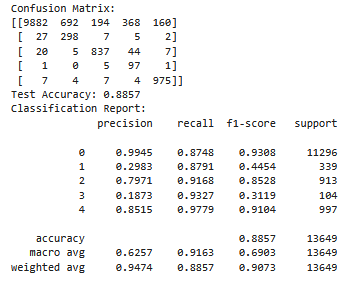 Confusion Matrix:
[[9882  692  194  368  160]
 [  27  298    7    5    2]
 [  20    5  837   44    7]
 [   1    0    5   97    1]
 [   7    4    7    4  975]]
Test Accuracy: 0.8857
Classification Report:
              precision    recall  f1-score   support

           0     0.9945    0.8748    0.9308     11296
           1     0.2983    0.8791    0.4454       339
           2     0.7971    0.9168    0.8528       913
           3     0.1873    0.9327    0.3119       104
           4     0.8515    0.9779    0.9104       997

    accuracy                         0.8857     13649
   macro avg     0.6257    0.9163    0.6903     13649
weighted avg     0.9474    0.8857    0.9073     13649